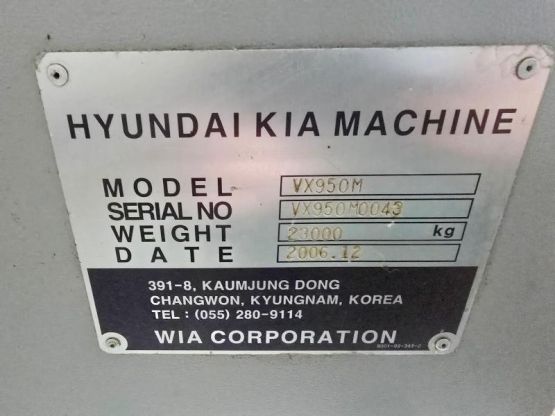 HYUNDAI KIA MACHINE
MODEL VX950M
SERIAL NO VX950M0043
WEIGHT 23000 kg
DATE 2006.12
391-8, KAUMJUNG DONG
CHANGWON, KYUNGNAM, KOREA
TEL : (055) 280-9114
WIA CORPORATION